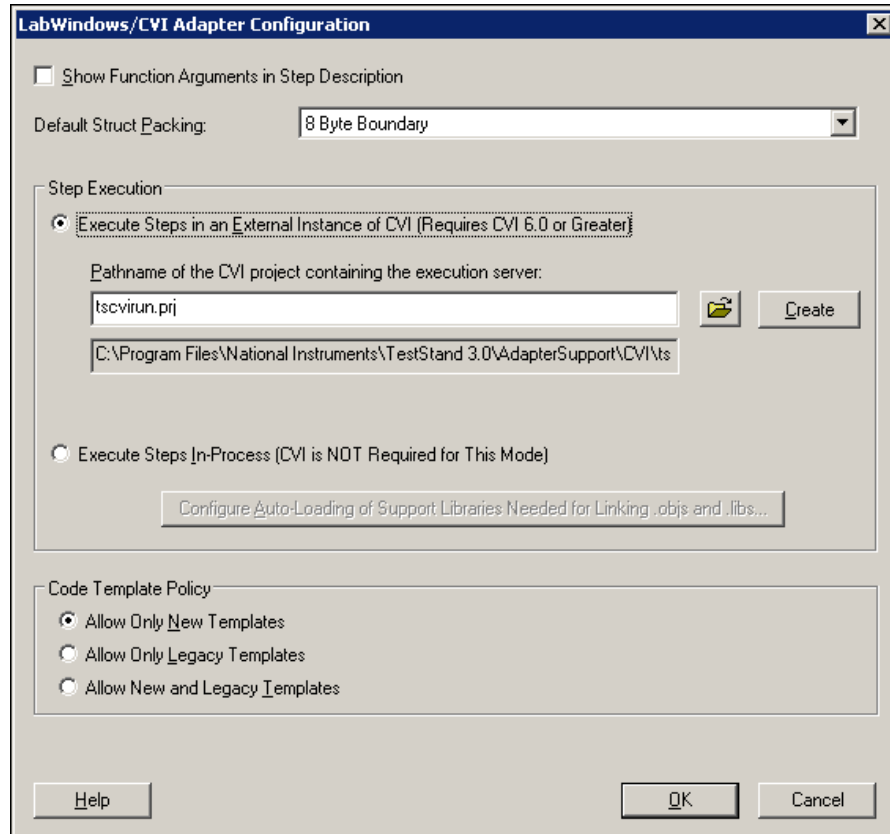 LabWindows/CVI Adapter Configuration
Show Function Arguments in Step Description
Default Struct Packing: 8 Byte Boundary
Step Execution
Execute Steps in an External Instance of CVI (Requires CVI 6.0 or Greater)
Pathname of the CVI project containing the execution server:
tscvirun.prj
Create
C:\Program Files\National Instruments\TestStand 3.0\AdapterSupport\CVI\ts
Execute Steps In-Process (CVI is NOT Required for This Mode)
Configure Auto-Loading of Support Libraries Needed for Linking .objs and .libs...
Code Template Policy
Allow Only New Templates
Allow Only Legacy Templates
Allow New and Legacy Templates
Help OK Cancel